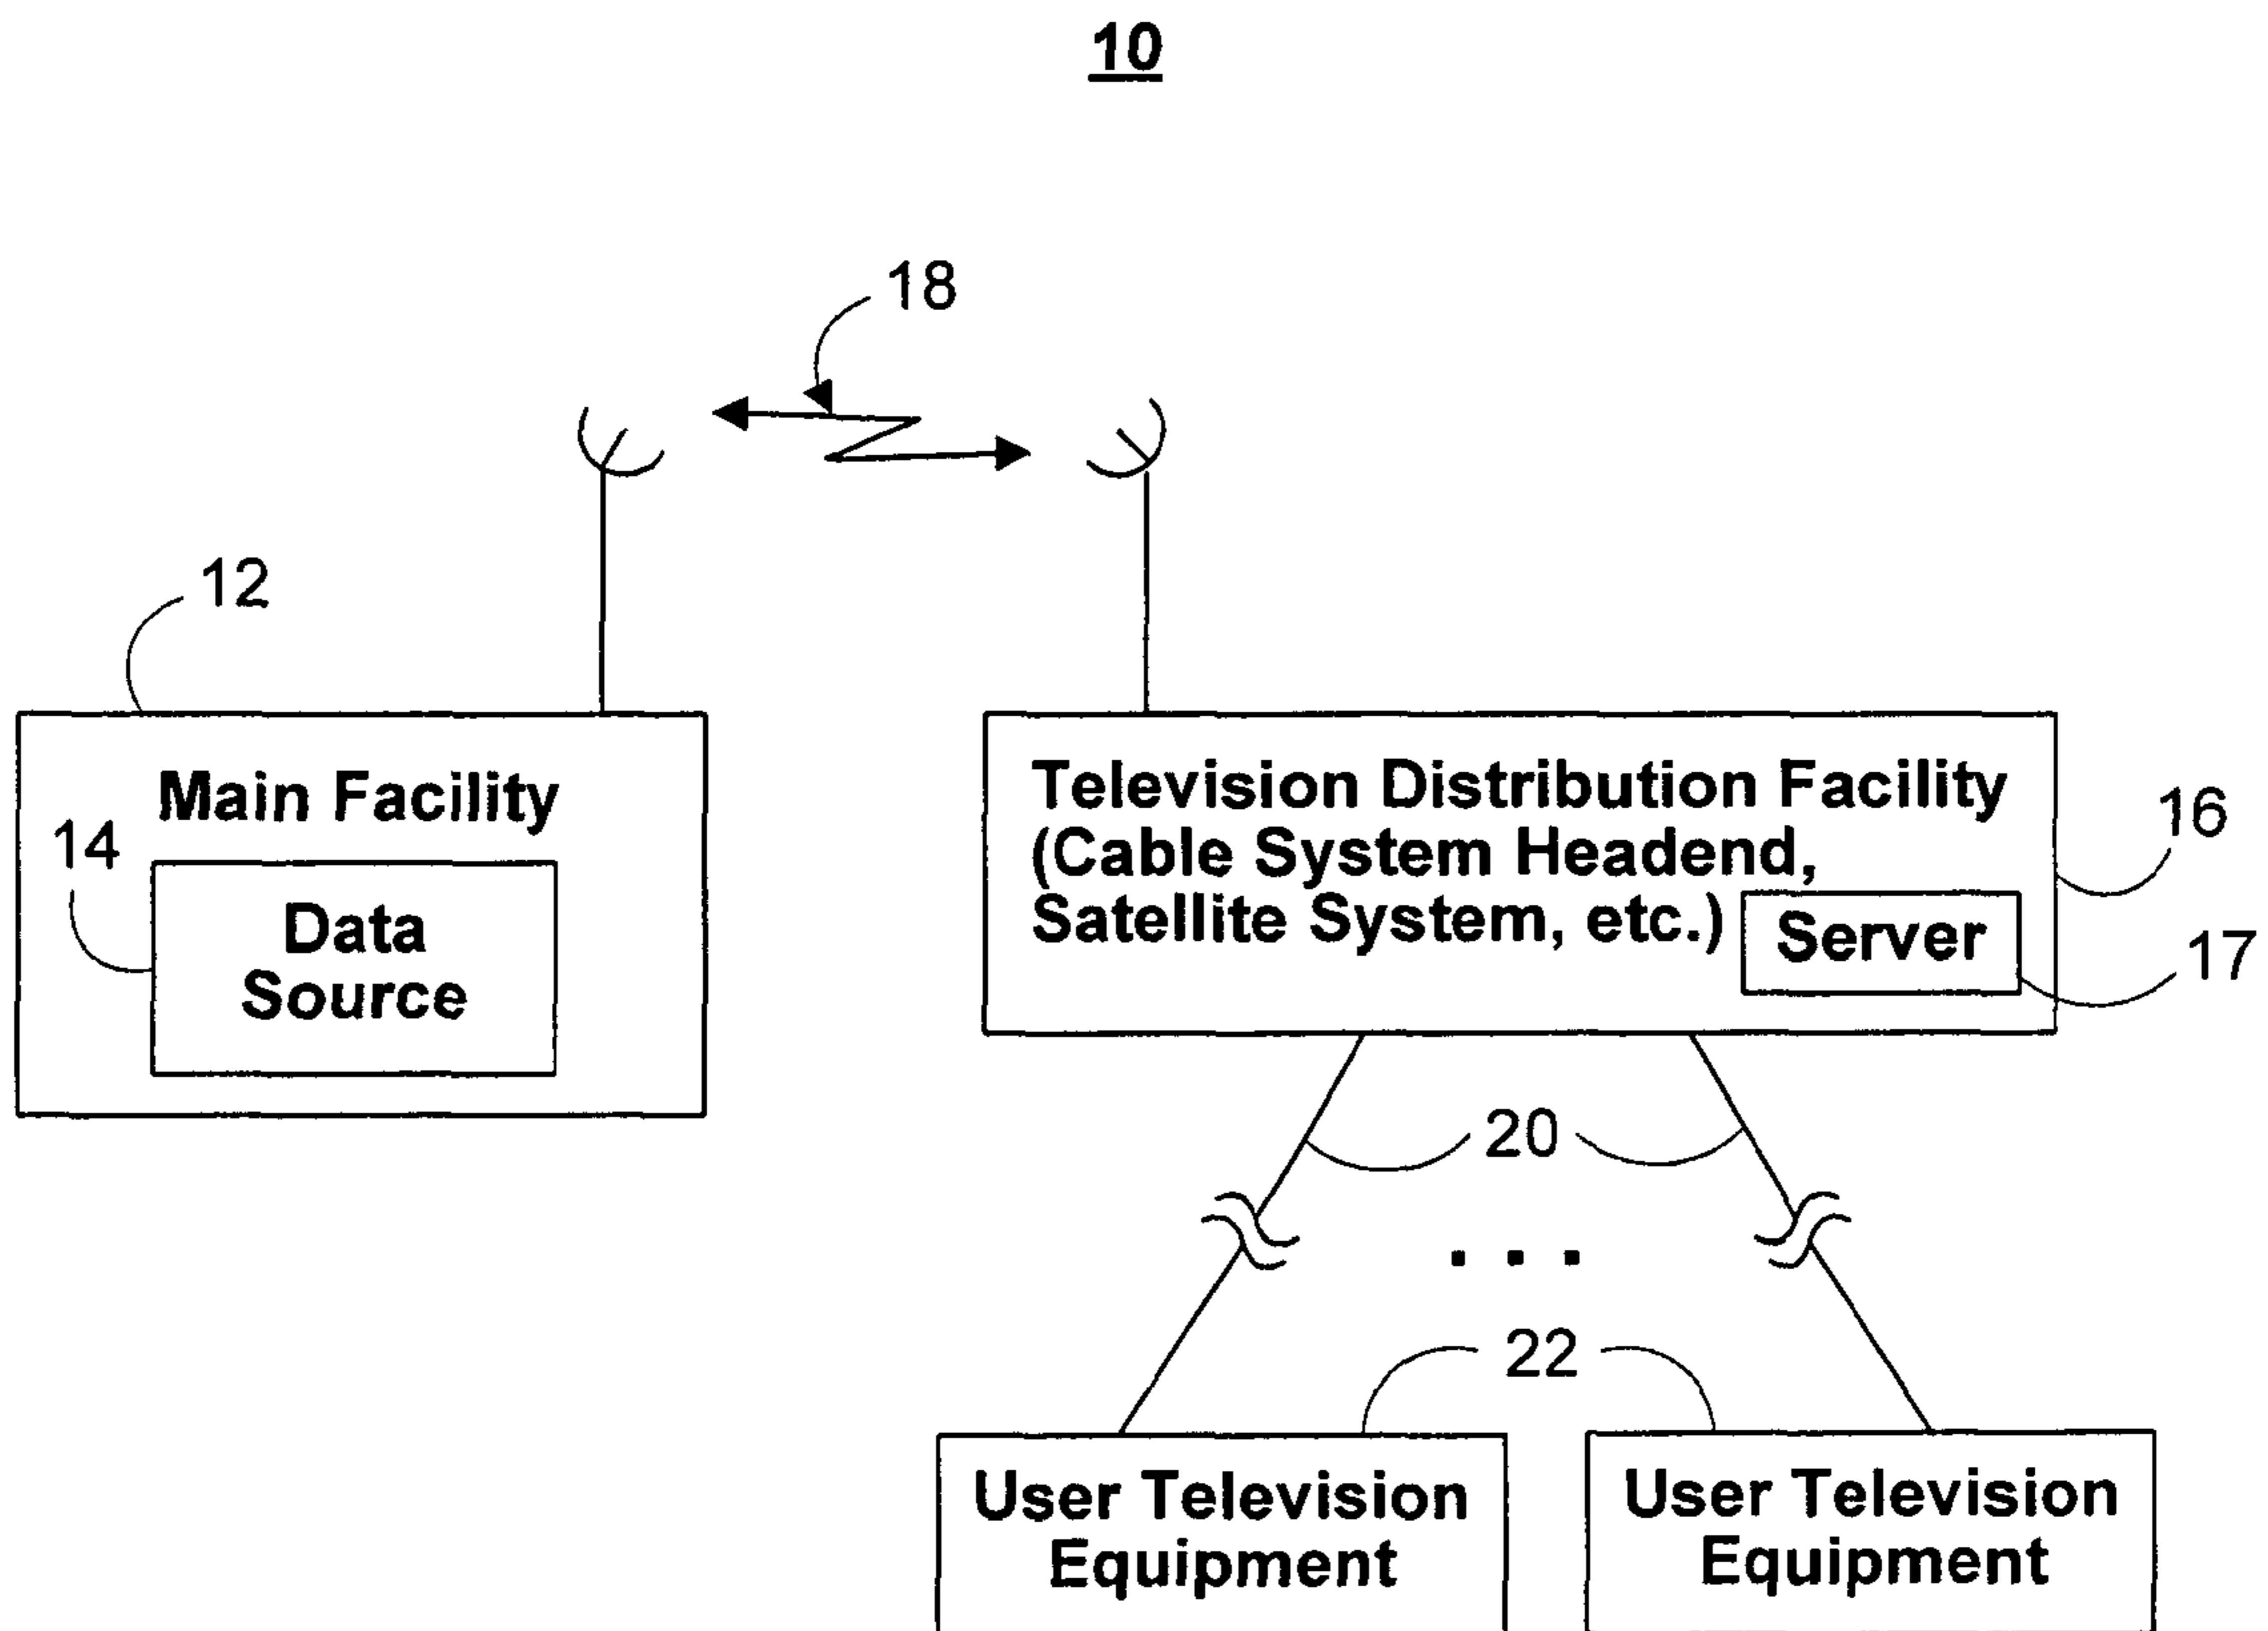 10
18
12
Main Facility
14
Data
Source
Television Distribution Facility
(Cable System Headend,
Satellite System, etc.)
Server
16
17
20
. . .
22
User Television
Equipment
User Television
Equipment